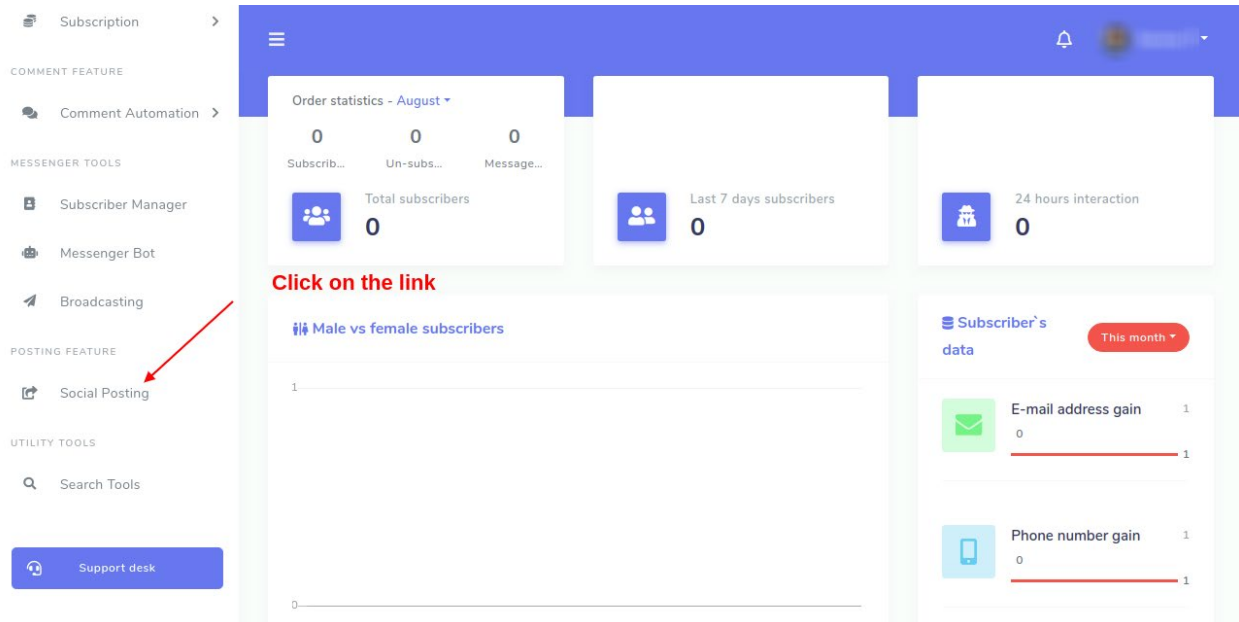 Subscription
COMMENT FEATURE
Comment Automation
MESSENGER TOOLS
Subscriber Manager
Messenger Bot
Broadcasting
POSTING FEATURE
Social Posting
UTILITY TOOLS
Search Tools
Support desk
Order statistics - August
0 0 0
Subscrib... Un-subs... Message...
Total subscribers
0
Last 7 days subscribers
0
24 hours interaction
0
Click on the link
Male vs female subscribers
1
0
Subscriber`s
data
This month
E-mail address gain 1
0
1
Phone number gain 1
0
1